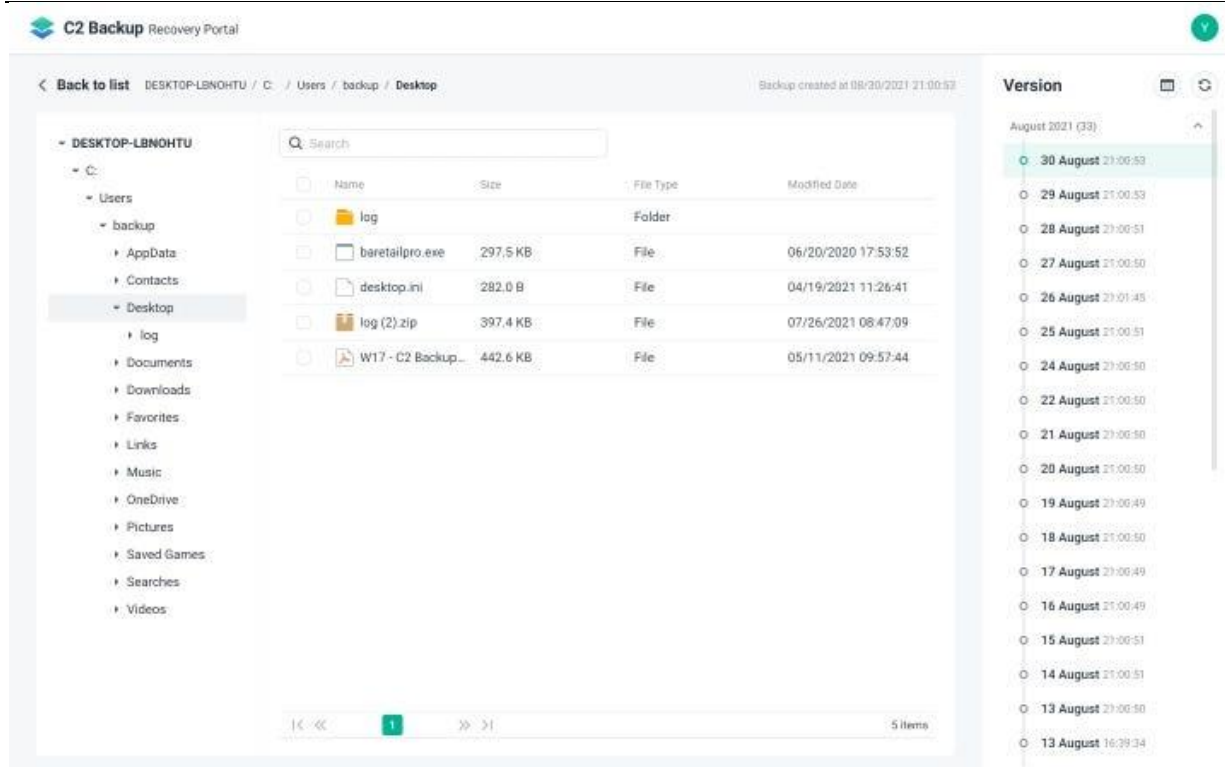 C2 Backup Recovery Portal
Y
Back to list DESKTOP-LBNOHTU / C: / Users / backup / Desktop
Backup created at 08/30/2021 21:00:53
DESKTOP-LBNOHTU
C:
Users
backup
AppData
Contacts
Desktop
log
Documents
Downloads
Favorites
Links
Music
OneDrive
Pictures
Saved Games
Searches
Videos
Search
Name Size File Type Modified Date
log Folder
baretailpro.exe 297.5 KB File 06/20/2020 17:53:52
desktop.ini 282.0 B File 04/19/2021 11:26:41
log (2).zip 397.4 KB File 07/26/2021 08:47:09
W17 - C2 Backup... 442.6 KB File 05/11/2021 09:57:44
1
5 items
Version
August 2021 (33)
30 August 21:00:53
29 August 21:00:53
28 August 21:00:51
27 August 21:00:50
26 August 21:01:45
25 August 21:00:51
24 August 21:00:50
22 August 21:00:50
21 August 21:00:50
20 August 21:00:50
19 August 21:00:49
18 August 21:00:50
17 August 21:00:49
16 August 21:00:49
15 August 21:00:51
14 August 21:00:51
13 August 21:00:50
13 August 16:39:34